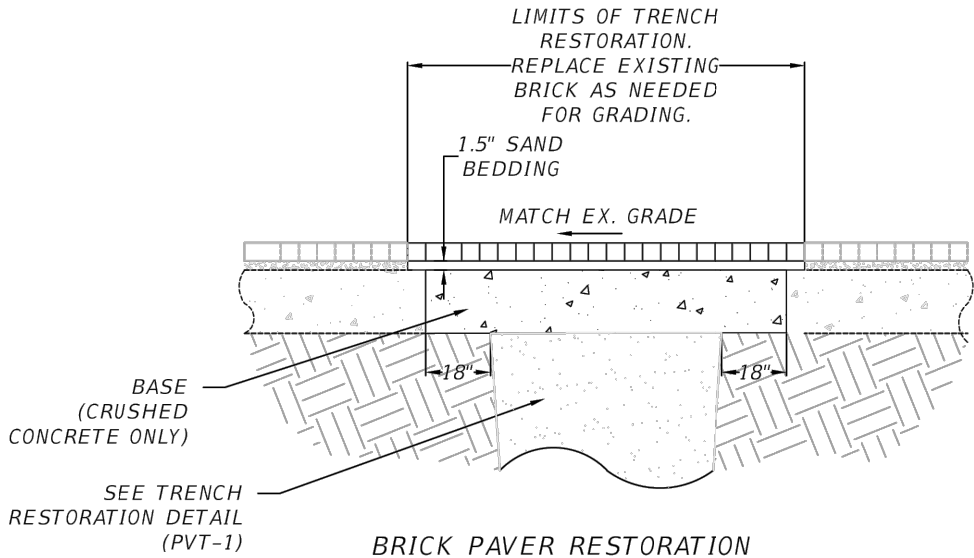 LIMITS OF TRENCH
RESTORATION.
REPLACE EXISTING
BRICK AS NEEDED
FOR GRADING.
1.5" SAND
BEDDING
MATCH EX. GRADE
18"
18"
BASE
(CRUSHED
CONCRETE ONLY)
SEE TRENCH
RESTORATION DETAIL
(PVT-1)
BRICK PAVER RESTORATION